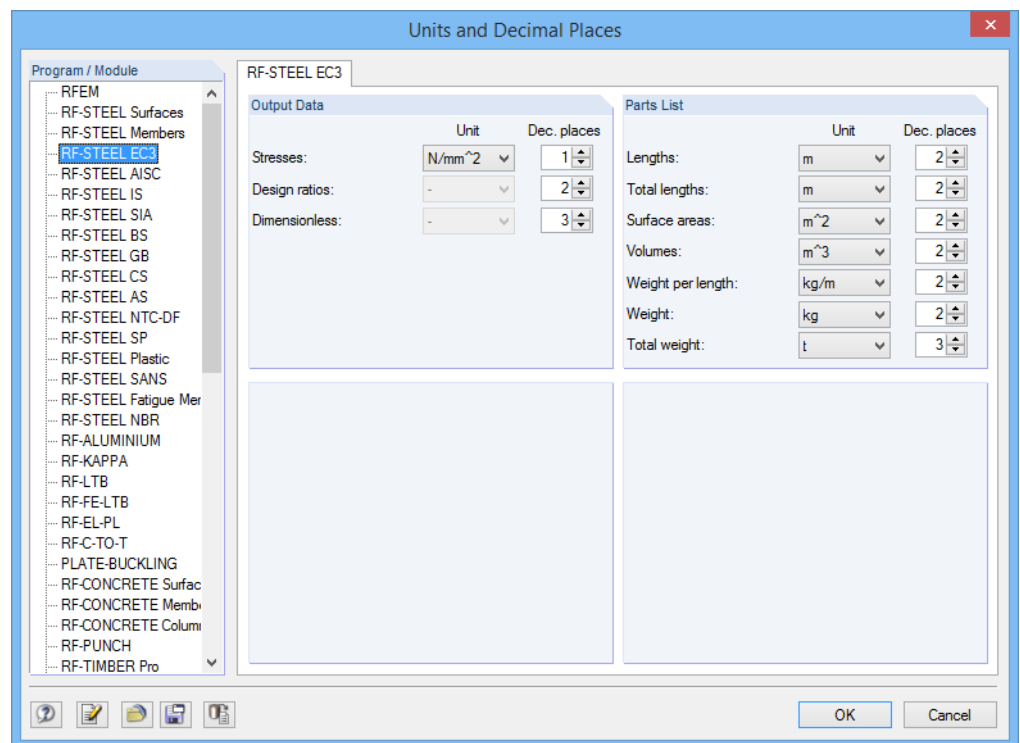 Units and Decimal Places
Program / Module
RFEM
RF-STEEL Surfaces
RF-STEEL Members
RF-STEEL EC3
RF-STEEL AISC
RF-STEEL IS
RF-STEEL SIA
RF-STEEL BS
RF-STEEL GB
RF-STEEL CS
RF-STEEL AS
RF-STEEL NTC-DF
RF-STEEL SP
RF-STEEL Plastic
RF-STEEL SANS
RF-STEEL Fatigue Mer
RF-STEEL NBR
RF-ALUMINIUM
RF-KAPPA
RF-LTB
RF-FE-LTB
RF-EL-PL
RF-C-TO-T
PLATE-BUCKLING
RF-CONCRETE Surfac
RF-CONCRETE Membe
RF-CONCRETE Column
RF-PUNCH
RF-TIMBER Pro
RF-STEEL EC3
Output Data
Unit Dec. places
Stresses: N/mm^2 1
Design ratios: - 2
Dimensionless: - 3
Parts List
Unit Dec. places
Lengths: m 2
Total lengths: m 2
Surface areas: m^2 2
Volumes: m^3 2
Weight per length: kg/m 2
Weight: kg 2
Total weight: t 3
OK Cancel